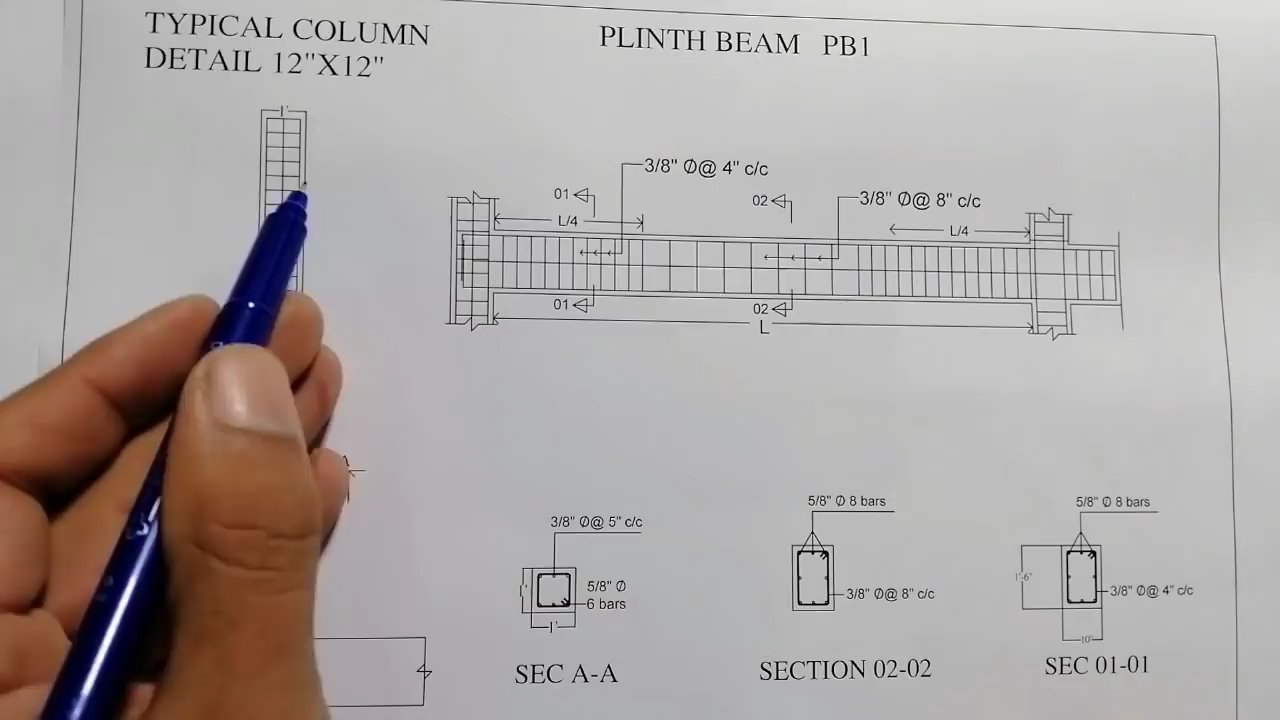 TYPICAL COLUMN
DETAIL 12"X12"
PLINTH BEAM PB1
1'
3/8" Ø@ 4" c/c
3/8" Ø@ 8" c/c
01
02
L/4
L/4
01
02
L
5/8" Ø 8 bars
5/8" Ø 8 bars
3/8" Ø@ 5" c/c
1'
5/8" Ø
6 bars
1'
3/8" Ø@ 8" c/c
1'-6"
3/8" Ø@ 4" c/c
10"
SEC A-A
SECTION 02-02
SEC 01-01